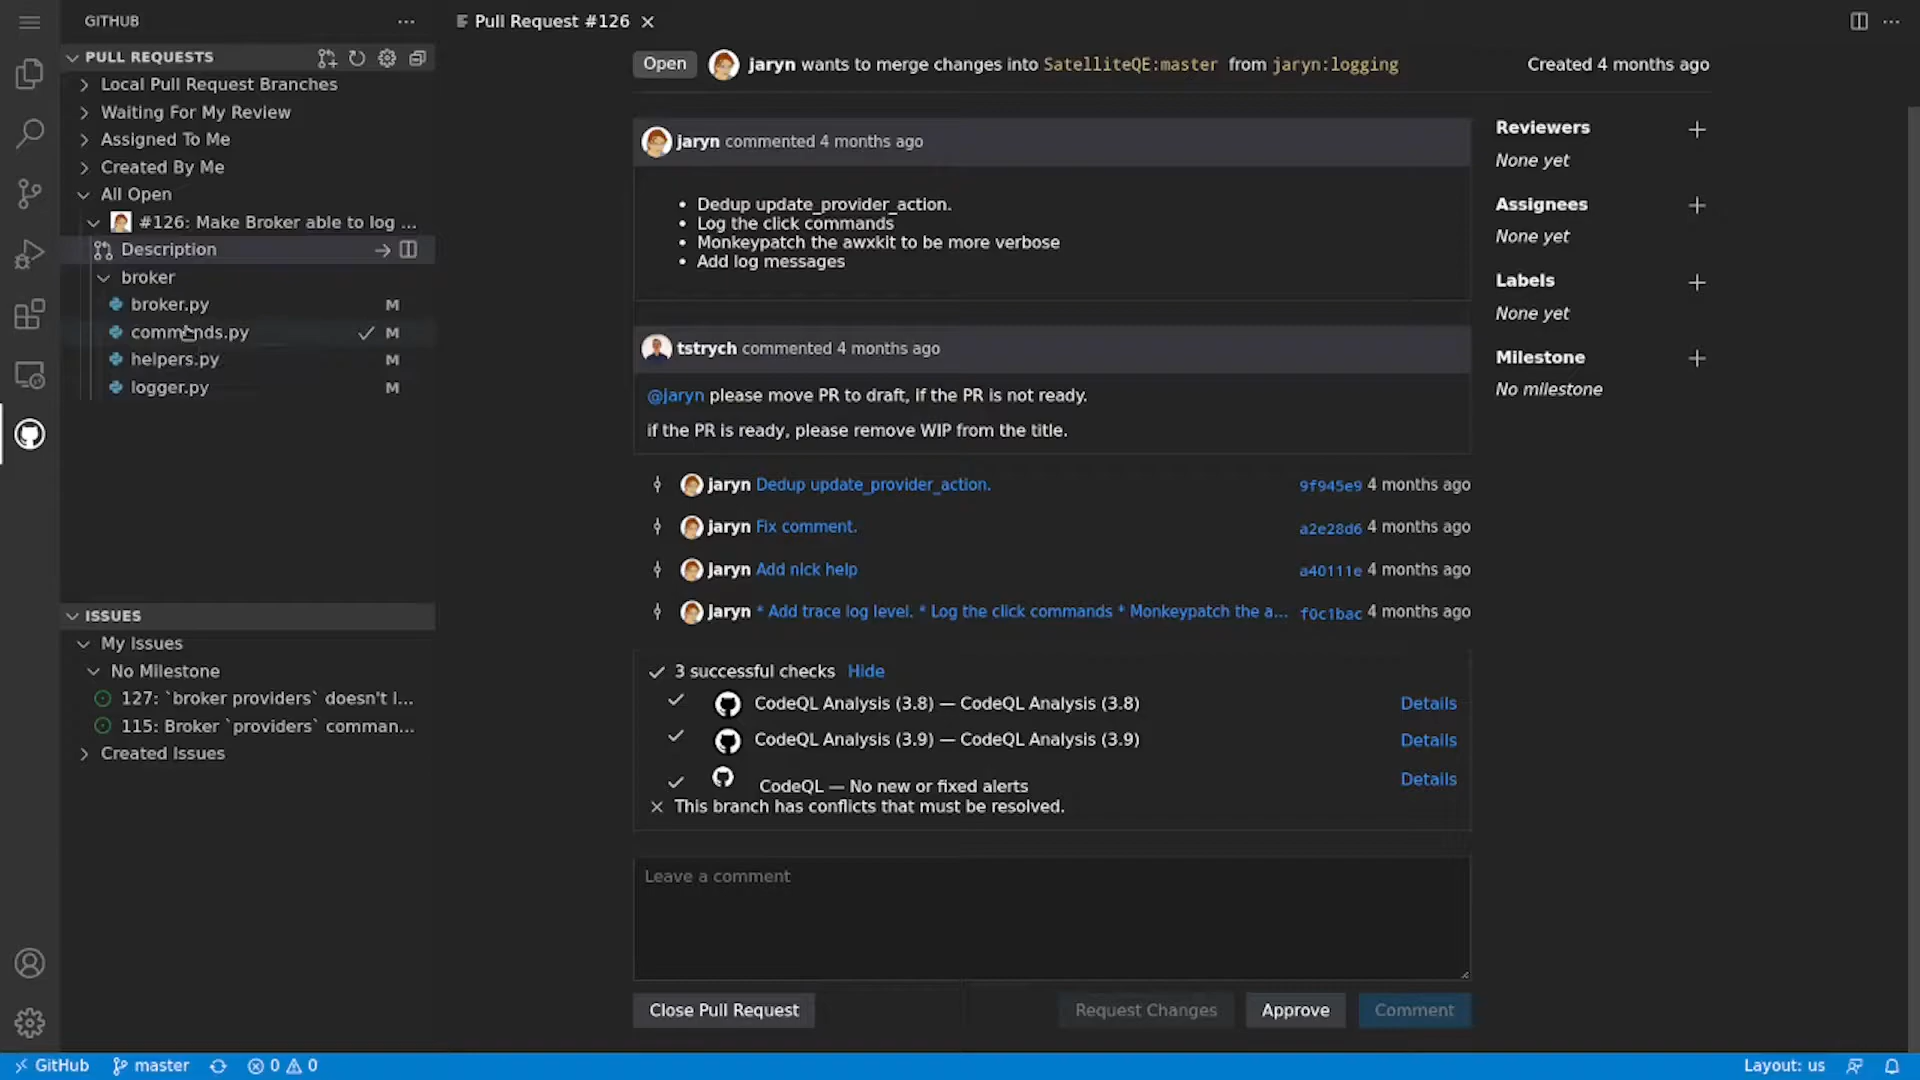 GITHUB
Pull Request #126
PULL REQUESTS
Local Pull Request Branches
Waiting For My Review
Assigned To Me
Created By Me
All Open
#126: Make Broker able to log ...
Description
broker
broker.py M
commands.py M
helpers.py M
logger.py M
ISSUES
My Issues
No Milestone
127: `broker providers` doesn't l...
115: Broker `providers` comman...
Created Issues
Open jaryn wants to merge changes into SatelliteQE:master from jaryn:logging
Created 4 months ago
jaryn commented 4 months ago
• Dedup update_provider_action.
• Log the click commands
• Monkeypatch the awxkit to be more verbose
• Add log messages
tstrych commented 4 months ago
@jaryn please move PR to draft, if the PR is not ready.
if the PR is ready, please remove WIP from the title.
jaryn Dedup update_provider_action. 9f945e9 4 months ago
jaryn Fix comment. a2e28d6 4 months ago
jaryn Add nick help a40111e 4 months ago
jaryn * Add trace log level. * Log the click commands * Monkeypatch the a... f0c1bac 4 months ago
3 successful checks Hide
CodeQL Analysis (3.8) — CodeQL Analysis (3.8) Details
CodeQL Analysis (3.9) — CodeQL Analysis (3.9) Details
CodeQL — No new or fixed alerts Details
This branch has conflicts that must be resolved.
Leave a comment
Close Pull Request Request Changes Approve Comment
Reviewers
None yet
Assignees
None yet
Labels
None yet
Milestone
No milestone
GitHub master 0 0 Layout: us